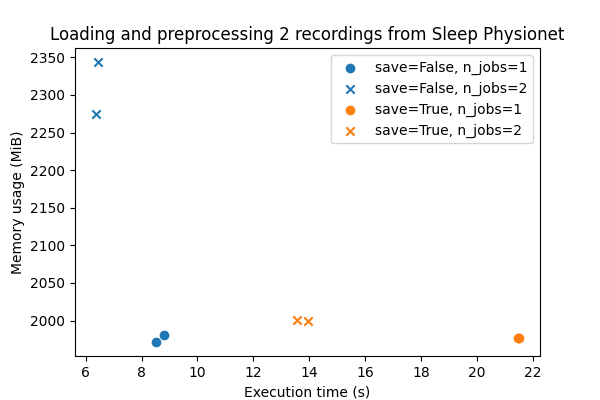 Loading and preprocessing 2 recordings from Sleep Physionet
save=False, n_jobs=1
save=False, n_jobs=2
save=True, n_jobs=1
save=True, n_jobs=2
Memory usage (MiB)
2350
2300
2250
2200
2150
2100
2050
2000
6 8 10 12 14 16 18 20 22
Execution time (s)